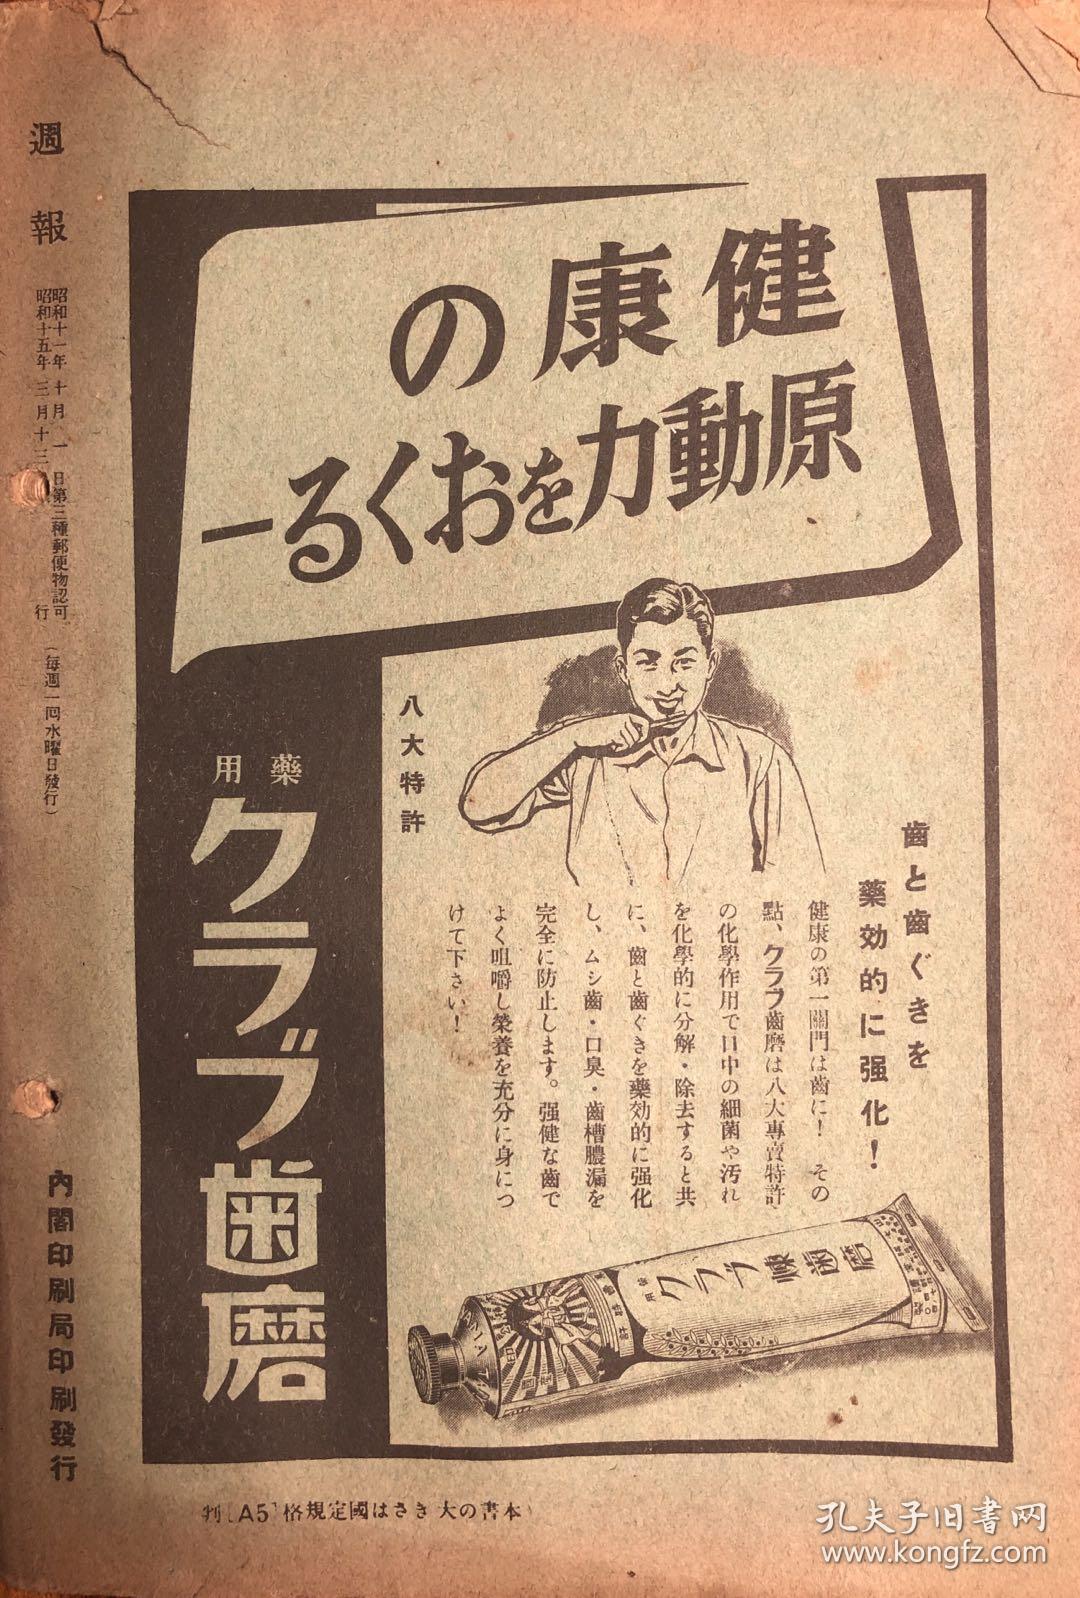 週報
昭和十一年十月一日第三種郵便物認可
昭和十五年三月十三
行
(毎週一回水曜日發行)
内閣印刷局印刷發行
健康の
原動力をおくるー
歯と歯ぐきを
藥効的に强化!
健康の第一關門は歯に! その
點、クラブ歯磨は八大專賣特許
の化學作用で口中の細菌や汚れ
を化學的に分解・除去すると共
に、歯と歯ぐきを藥効的に强化
し、ムシ歯・口臭・歯槽膿漏を
完全に防止します。强健な歯で
よく咀嚼し榮養を充分に身につ
けて下さい!
八大特許
藥用
クラブ歯磨
藥用
クラブ煉歯磨
本書の大きさは國定規格[A5]判
孔夫子旧书网
www.kongfz.com